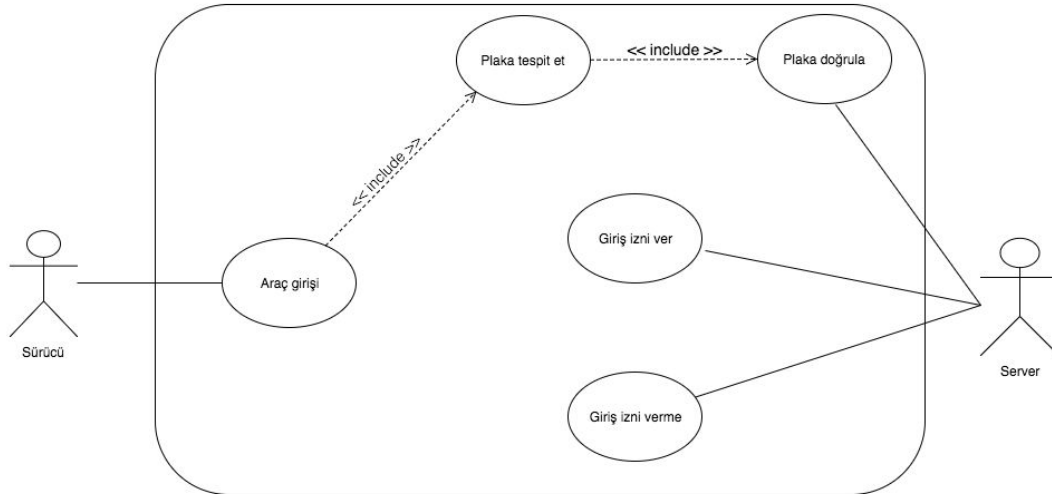 Plaka tespit et
<< include >>
Plaka doğrula
<< include >>
Giriş izni ver
Araç girişi
Sürücü
Server
Giriş izni verme